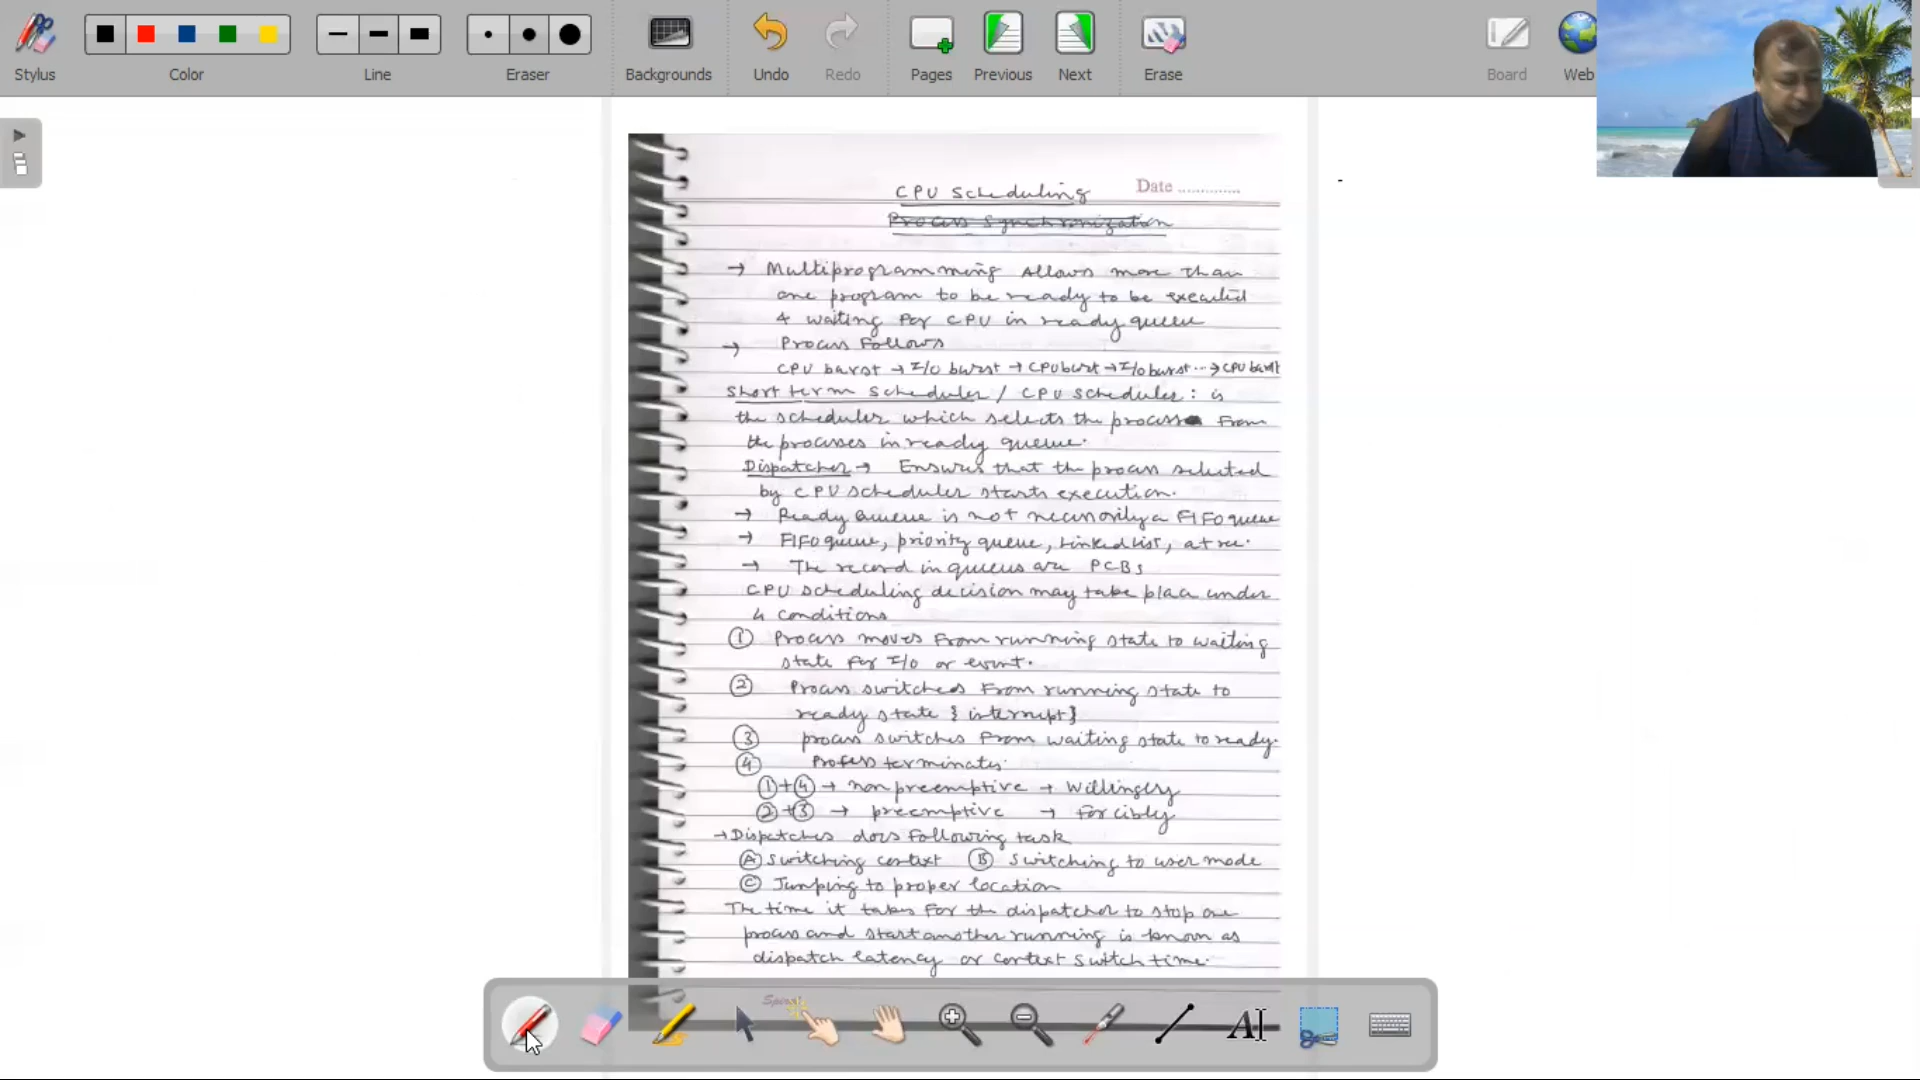 Stylus
Color
Line
Eraser
Backgrounds
Undo
Redo
Pages
Previous
Next
Erase
Board
Web
Date ..............
CPU Scheduling
Process Synchronization
→ Multiprogramming allows more than
one program to be ready to be executed
& waiting for CPU in ready queue
→ Process Follows
CPU burst → I/O burst → CPU burst → I/O burst ... → CPU burst
Short term scheduler / CPU scheduler : is
the scheduler which selects the process from
the processes in ready queue.
Dispatcher → Ensures that the process selected
by CPU scheduler starts execution.
→ Ready Queue is not necessarily a FIFO queue
→ FIFO queue, priority queue, Linked List, a tree.
→ The record in queues are PCBs
CPU scheduling decision may take place under
4 conditions
① Process moves from running state to waiting
state for I/O or event.
② Process switches from running state to
ready state { interrupt }
③ process switches from waiting state to ready.
④ Process terminates.
①+④ → non preemptive → willingly
②+③ → preemptive → forcibly
→ Dispatches does following task
Ⓐ Switching context Ⓑ Switching to user mode
Ⓒ Jumping to proper location
The time it takes for the dispatcher to stop one
process and start another running is known as
dispatch latency or context switch time.
Spiral